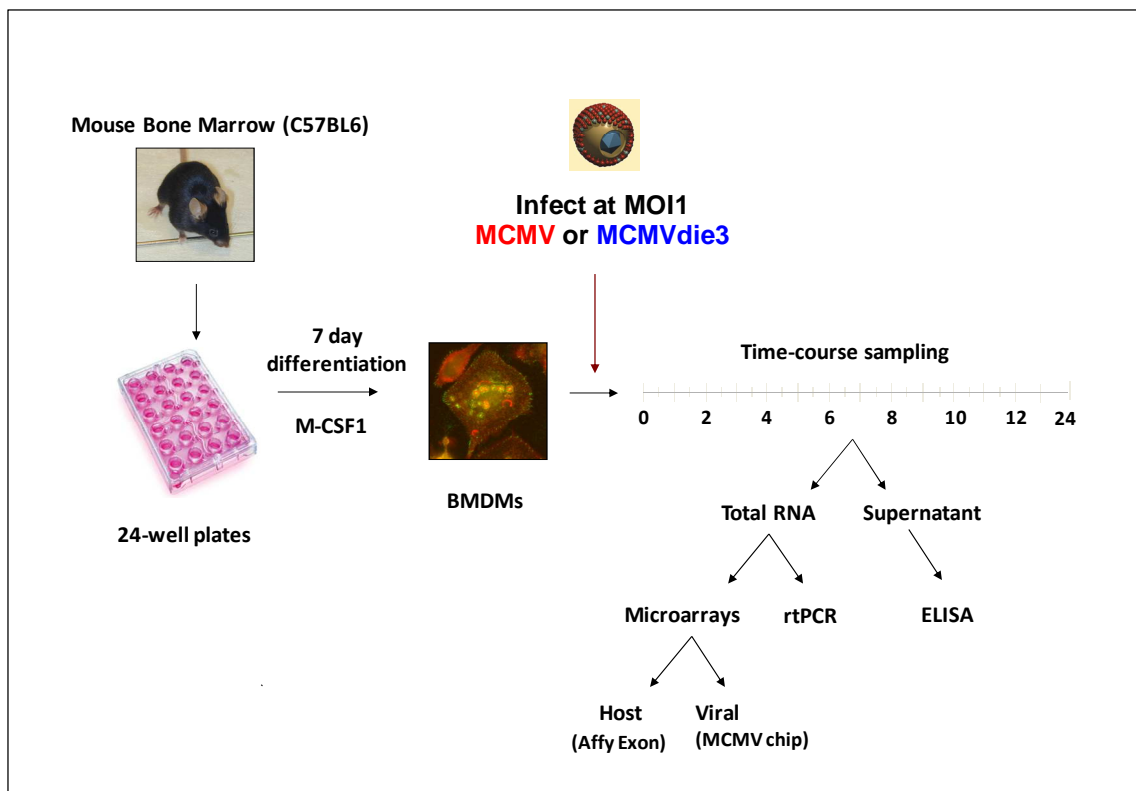 Mouse Bone Marrow (C57BL6)
Infect at MOI1
MCMV or MCMVdie3
7 day
differentiation
M-CSF1
Time-course sampling
0 2 4 6 8 10 12 24
BMDMs
24-well plates
Total RNA
Supernatant
Microarrays
rtPCR
ELISA
Host
(Affy Exon)
Viral
(MCMV chip)